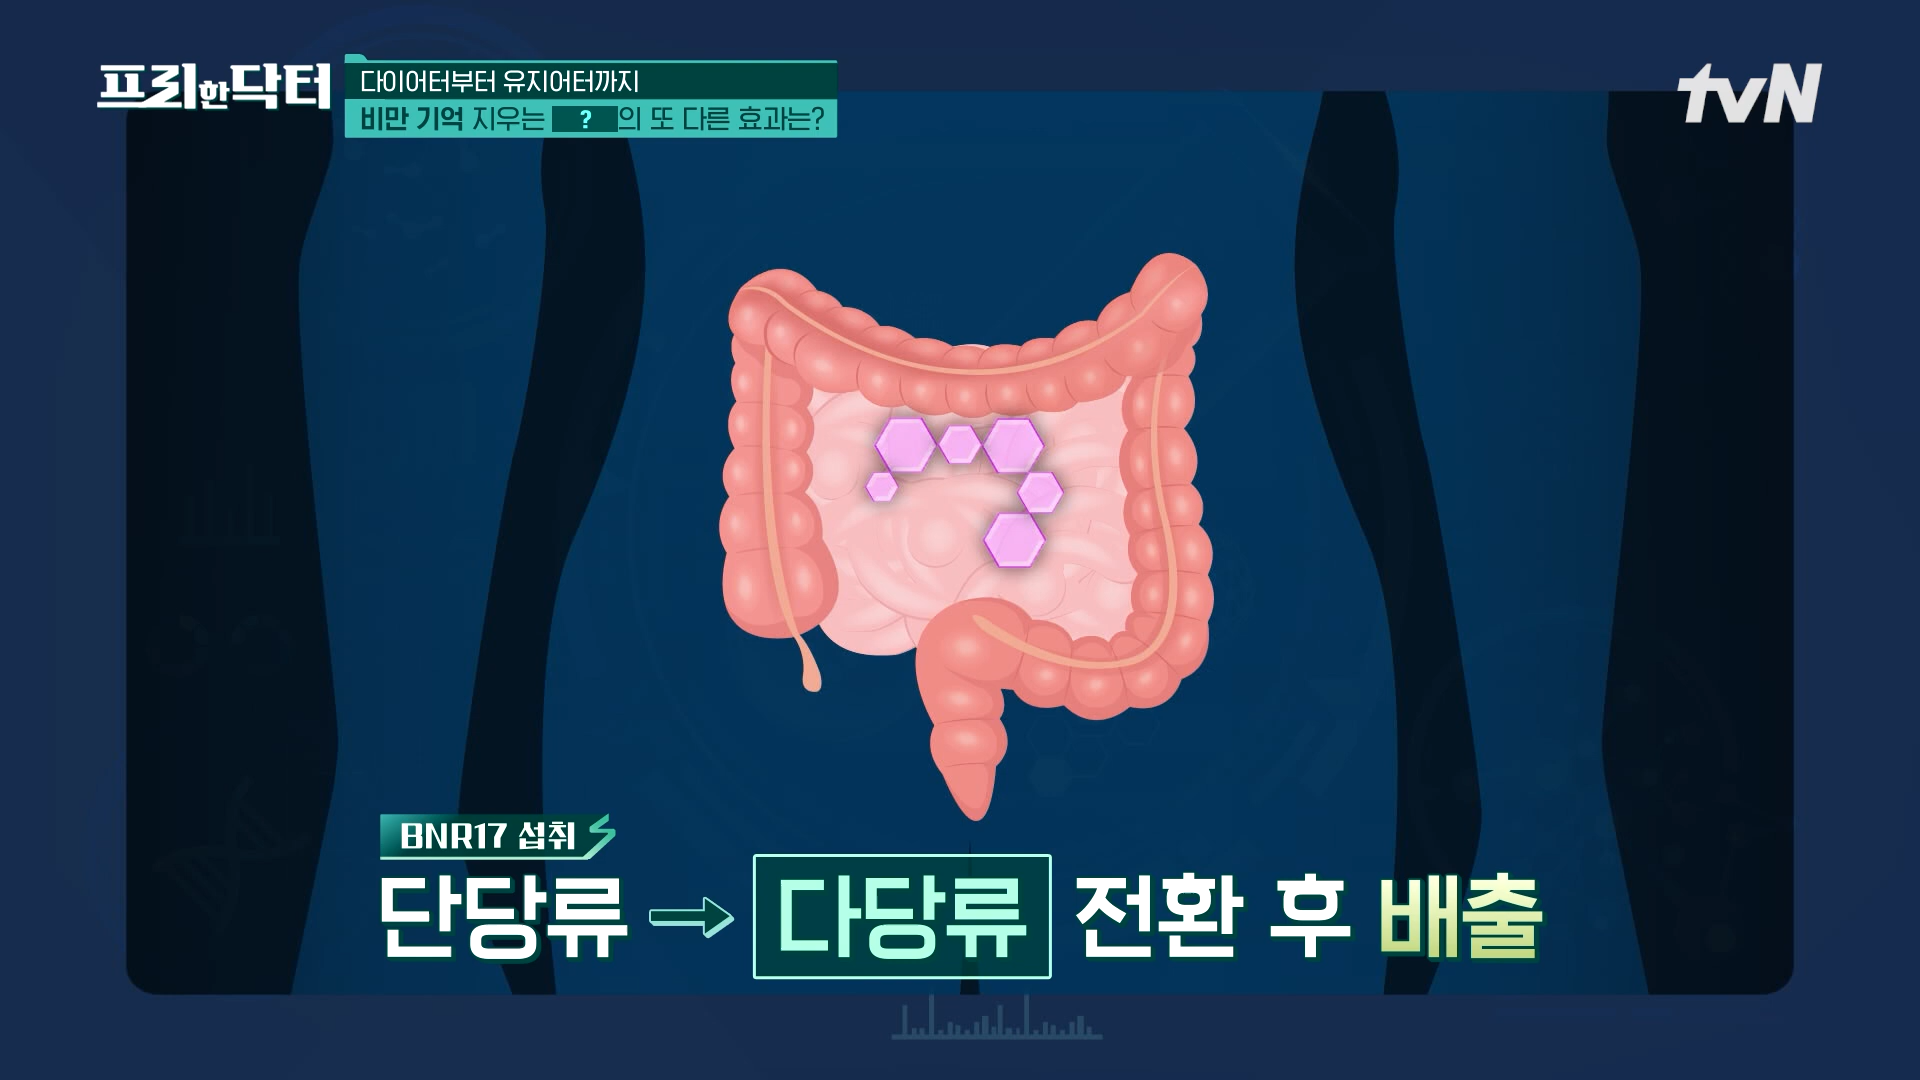 프리한닥터
다이어터부터 유지어터까지
비만 기억 지우는 ? 의 또 다른 효과는?
tvN
BNR17 섭취
단당류 → 다당류 전환 후 배출